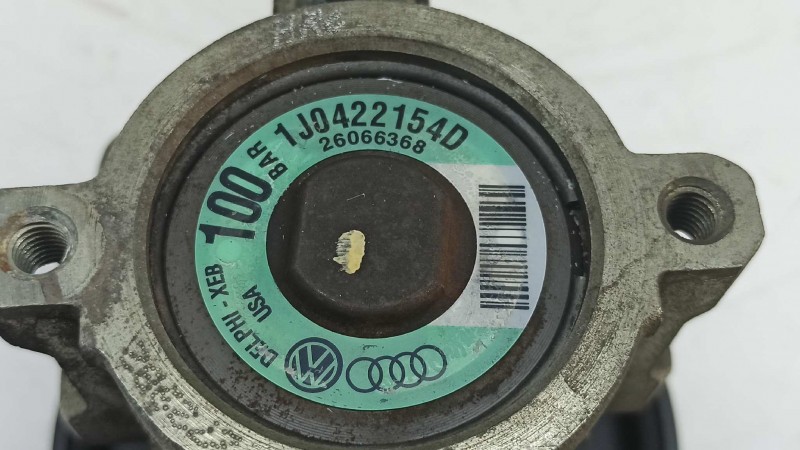 1J0422154D
26066368
100 BAR
DELPHI - XEB
USA